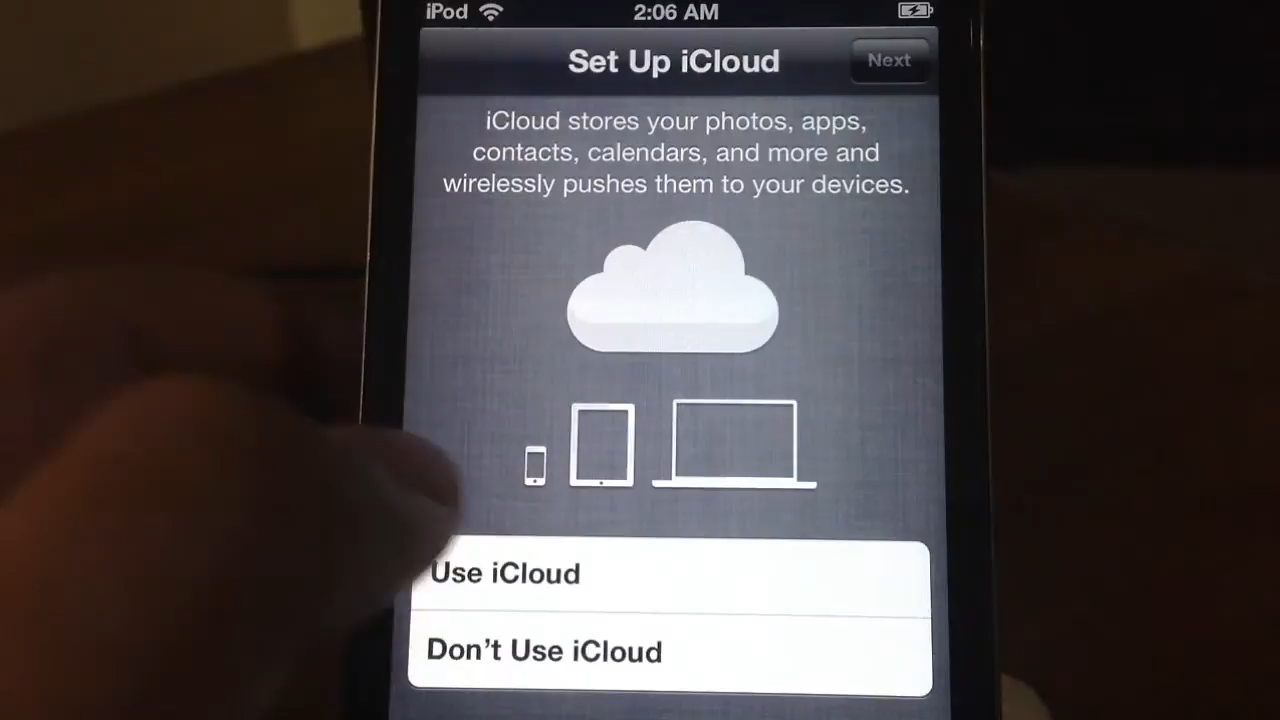 iPod 2:06 AM
Set Up iCloud Next
iCloud stores your photos, apps,
contacts, calendars, and more and
wirelessly pushes them to your devices.
Use iCloud
Don’t Use iCloud